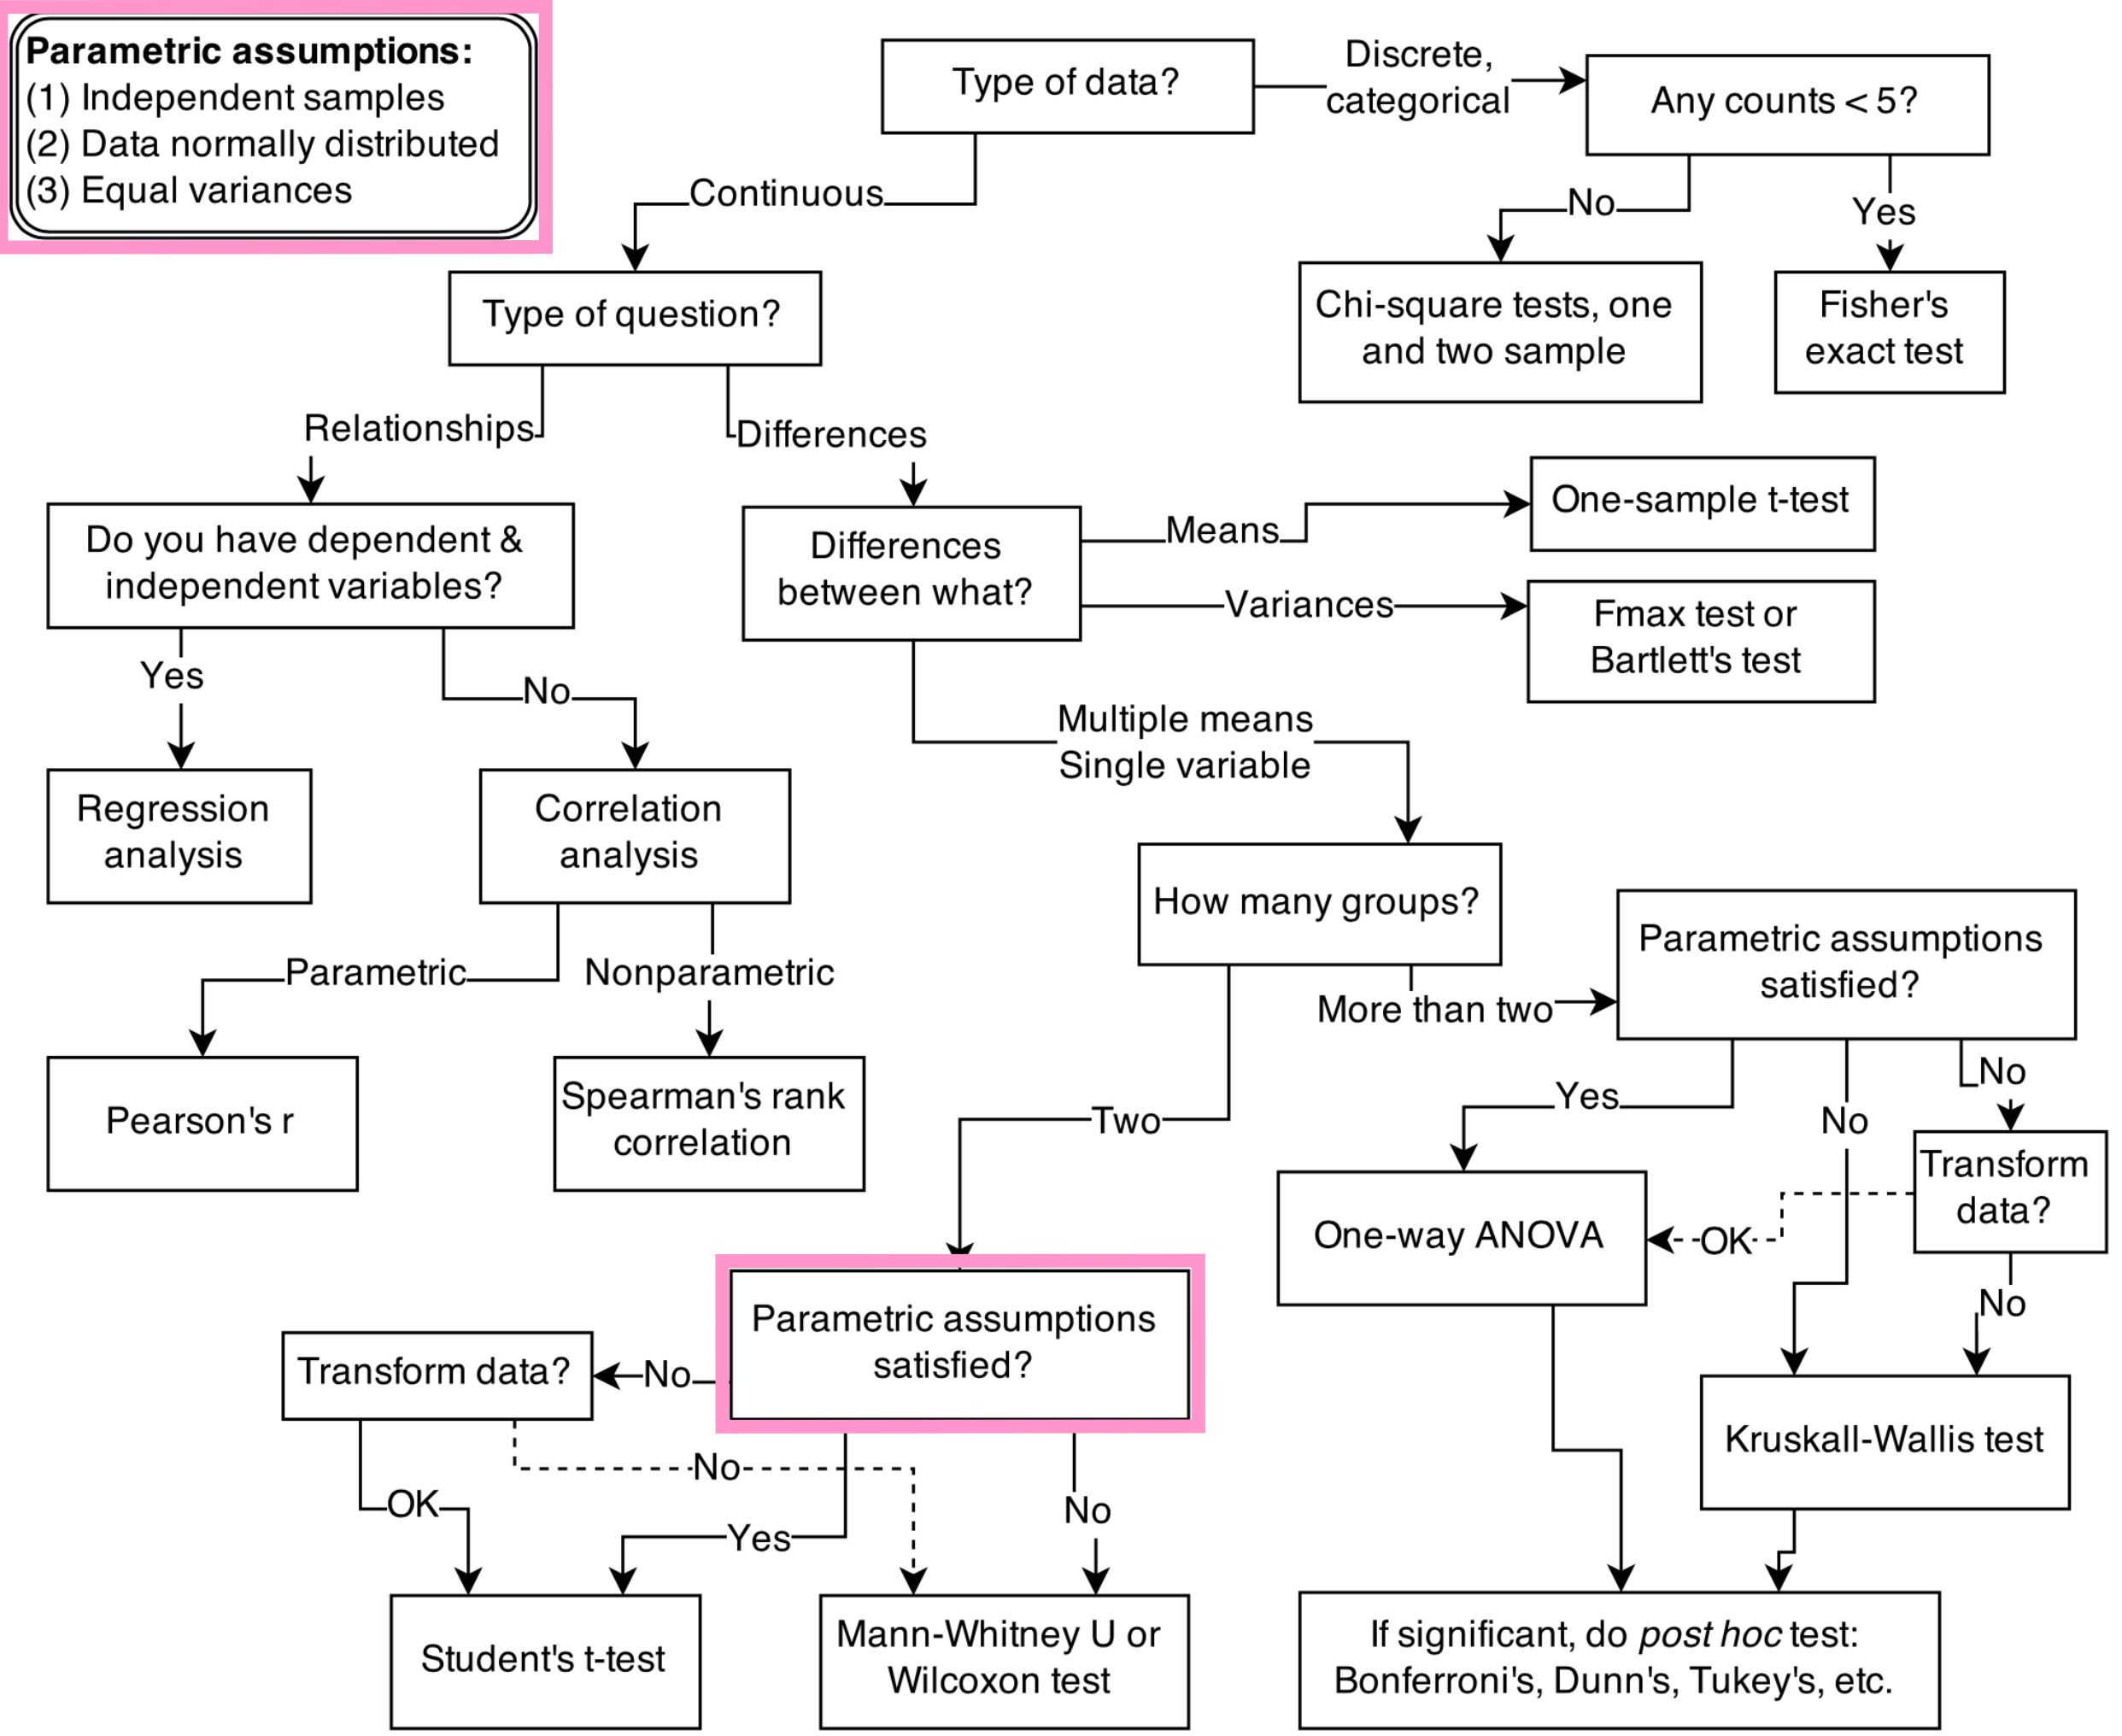 Parametric assumptions:
(1) Independent samples
(2) Data normally distributed
(3) Equal variances
Type of data?
Discrete,
categorical
Any counts < 5?
Continuous
No
Yes
Type of question?
Chi-square tests, one
and two sample
Fisher's
exact test
Relationships
Differences
Do you have dependent &
independent variables?
Differences
between what?
Means
One-sample t-test
Variances
Fmax test or
Bartlett's test
Yes
No
Multiple means
Single variable
Regression
analysis
Correlation
analysis
How many groups?
Parametric
Nonparametric
More than two
Parametric assumptions
satisfied?
Pearson's r
Spearman's rank
correlation
Two
Yes
No
No
Transform
data?
One-way ANOVA
OK
No
Parametric assumptions
satisfied?
Transform data?
No
Kruskall-Wallis test
No
OK
Yes
No
Student's t-test
Mann-Whitney U or
Wilcoxon test
If significant, do post hoc test:
Bonferroni's, Dunn's, Tukey's, etc.